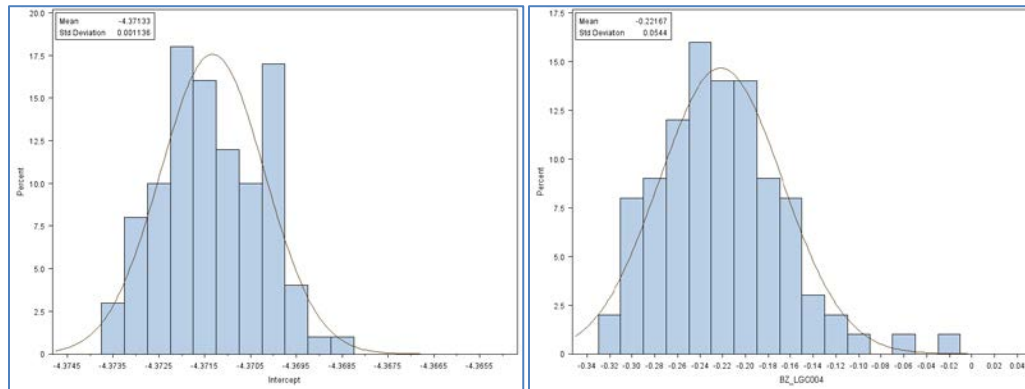 Mean -4.37133
Std Deviation 0.001136
20.0
17.5
15.0
12.5
10.0
7.5
5.0
2.5
0
Percent
-4.3745 -4.3735 -4.3725 -4.3715 -4.3705 -4.3695 -4.3685 -4.3675 -4.3665 -4.3655
Intercept
Mean -0.22167
Std Deviation 0.0544
17.5
15.0
12.5
10.0
7.5
5.0
2.5
0
Percent
-0.34 -0.32 -0.30 -0.28 -0.26 -0.24 -0.22 -0.20 -0.18 -0.16 -0.14 -0.12 -0.10 -0.08 -0.06 -0.04 -0.02 0 0.02 0.04
BZ_LGC004